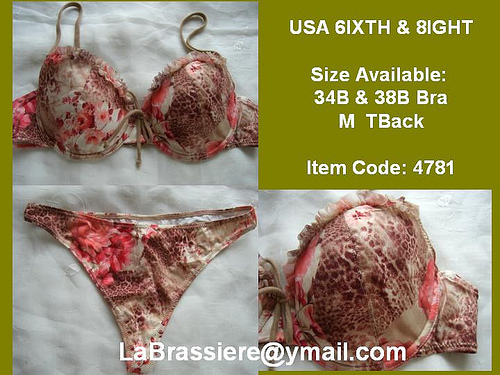 USA 6IXTH & 8IGHT
Size Available:
34B & 38B Bra
M TBack
Item Code: 4781
LaBrassiere@ymail.com